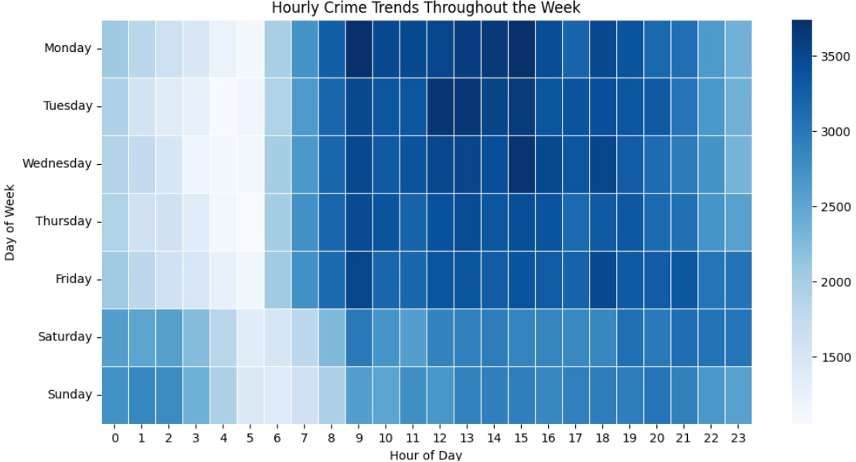 Hourly Crime Trends Throughout the Week
Monday
Tuesday
Wednesday
Thursday
Friday
Saturday
Sunday
Day of Week
0 1 2 3 4 5 6 7 8 9 10 11 12 13 14 15 16 17 18 19 20 21 22 23
Hour of Day
3500
3000
2500
2000
1500